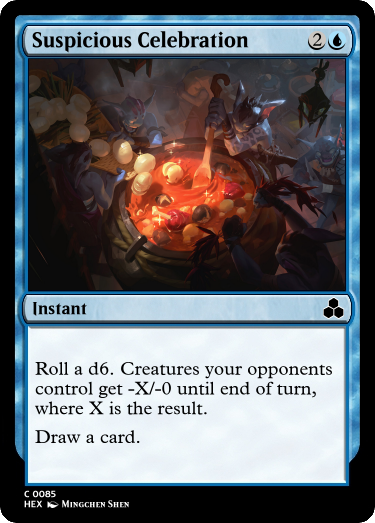 Suspicious Celebration 2
Instant
Roll a d6. Creatures your opponents
control get -X/-0 until end of turn,
where X is the result.
Draw a card.
C 0085
HEX Mingchen Shen